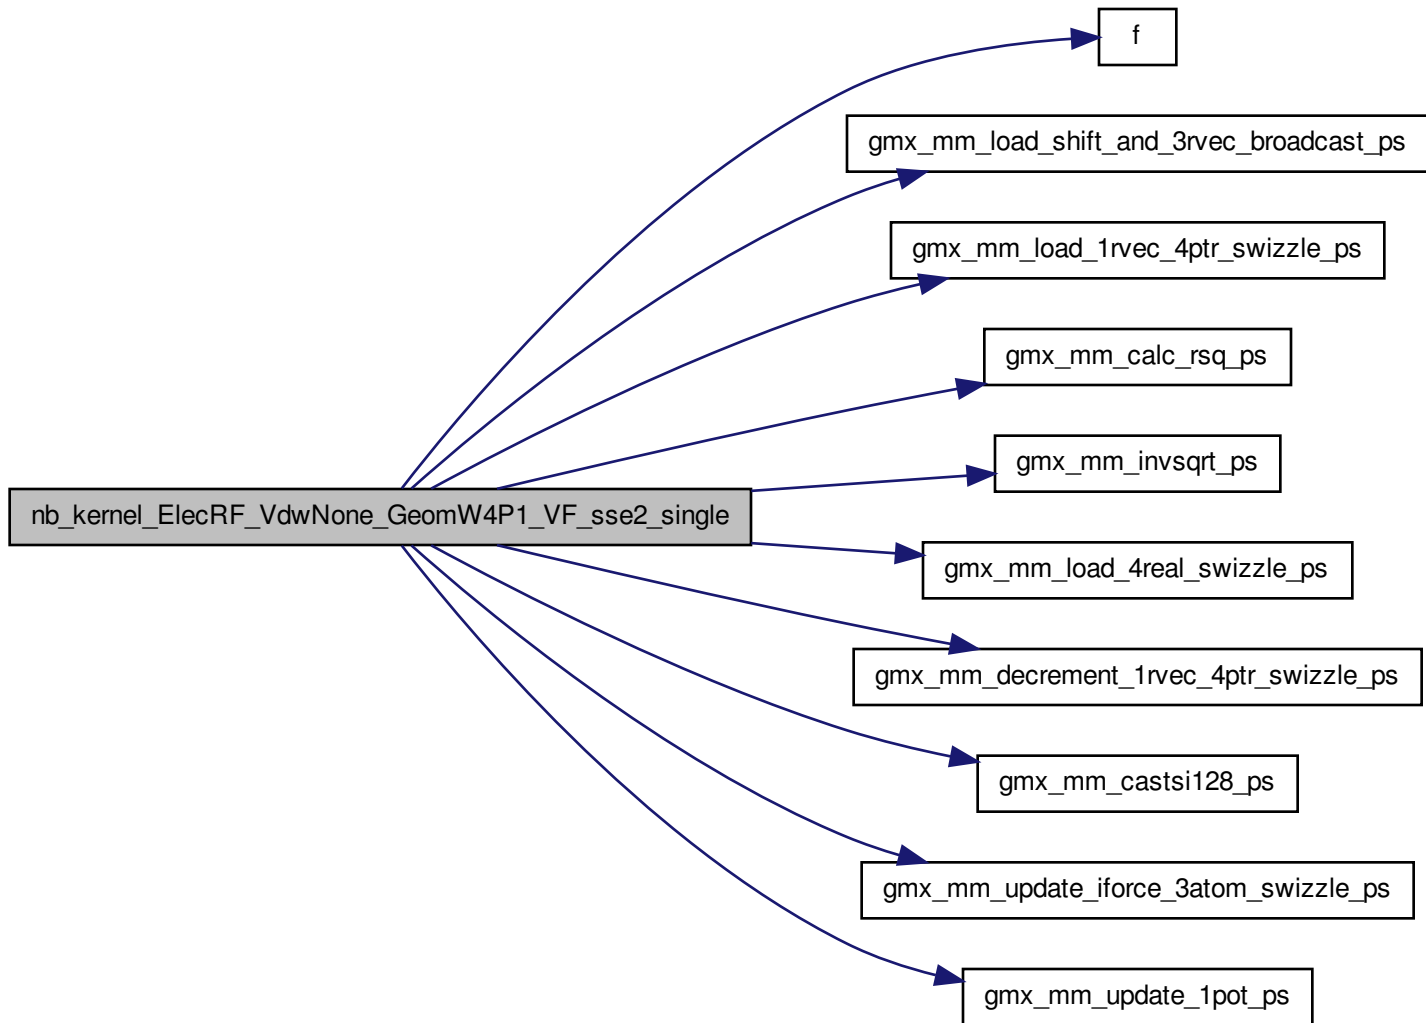 f
gmx_mm_load_shift_and_3rvec_broadcast_ps
gmx_mm_load_1rvec_4ptr_swizzle_ps
gmx_mm_calc_rsq_ps
gmx_mm_invsqrt_ps
nb_kernel_ElecRF_VdwNone_GeomW4P1_VF_sse2_single
gmx_mm_load_4real_swizzle_ps
gmx_mm_decrement_1rvec_4ptr_swizzle_ps
gmx_mm_castsi128_ps
gmx_mm_update_iforce_3atom_swizzle_ps
gmx_mm_update_1pot_ps